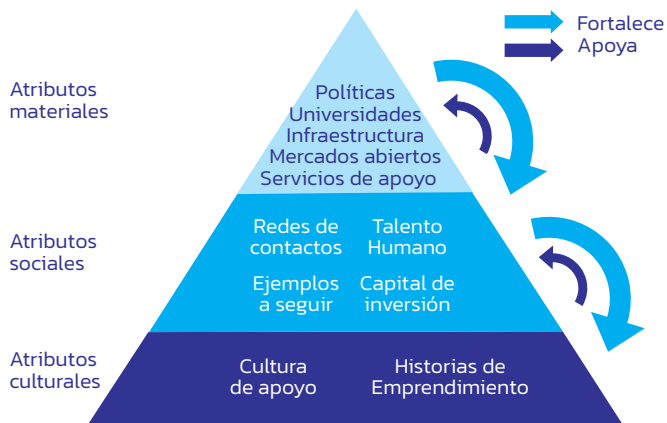 Fortalece
Apoya
Atributos
materiales
Políticas
Universidades
Infraestructura
Mercados abiertos
Servicios de apoyo
Atributos
sociales
Redes de
contactos
Talento
Humano
Ejemplos
a seguir
Capital de
inversión
Atributos
culturales
Cultura
de apoyo
Historias de
Emprendimiento